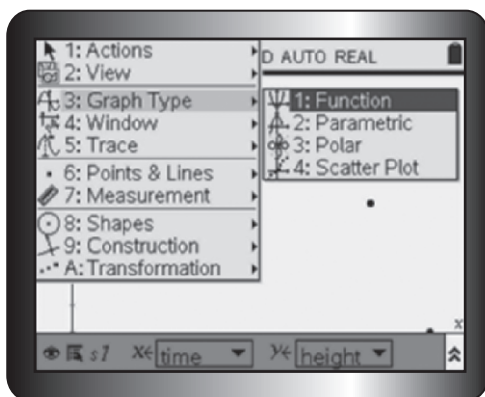 1: Actions
2: View
3: Graph Type
4: Window
5: Trace
6: Points & Lines
7: Measurement
8: Shapes
9: Construction
A: Transformation
D AUTO REAL
1: Function
2: Parametric
3: Polar
4: Scatter Plot
x
s1 x← time y← height